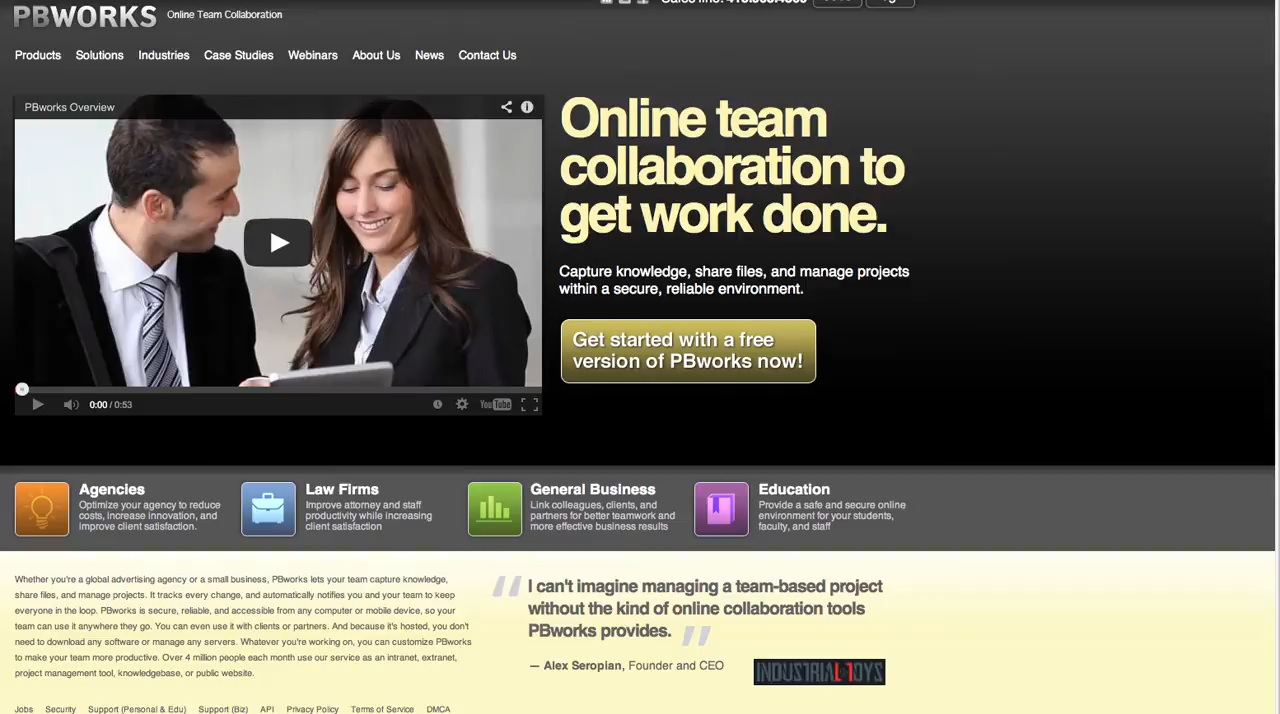 PBWORKS Online Team Collaboration
Products Solutions Industries Case Studies Webinars About Us News Contact Us
PBworks Overview
0:00 / 0:53
YouTube
Online team
collaboration to
get work done.
Capture knowledge, share files, and manage projects
within a secure, reliable environment.
Get started with a free
version of PBworks now!
Agencies
Optimize your agency to reduce
costs, increase innovation, and
improve client satisfaction.
Law Firms
Improve attorney and staff
productivity while increasing
client satisfaction
General Business
Link colleagues, clients, and
partners for better teamwork and
more effective business results
Education
Provide a safe and secure online
environment for your students,
faculty, and staff
Whether you're a global advertising agency or a small business, PBworks lets your team capture knowledge,
share files, and manage projects. It tracks every change, and automatically notifies you and your team to keep
everyone in the loop. PBworks is secure, reliable, and accessible from any computer or mobile device, so your
team can use it anywhere they go. You can even use it with clients or partners. And because it's hosted, you don't
need to download any software or manage any servers. Whatever you're working on, you can customize PBworks
to make your team more productive. Over 4 million people each month use our service as an intranet, extranet,
project management tool, knowledgebase, or public website.
“ I can't imagine managing a team-based project
without the kind of online collaboration tools
PBworks provides. ”
— Alex Seropian, Founder and CEO
INDUSTRIAL TOYS
Jobs Security Support (Personal & Edu) Support (Biz) API Privacy Policy Terms of Service DMCA